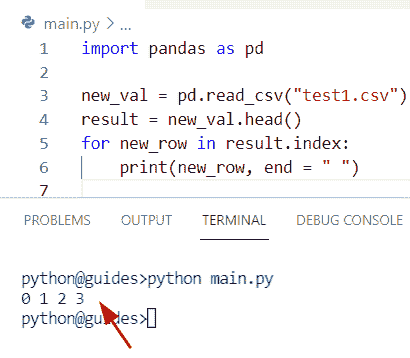 main.py > ...
1 import pandas as pd
2
3 new_val = pd.read_csv("test1.csv")
4 result = new_val.head()
5 for new_row in result.index:
6     print(new_row, end = " ")
7
PROBLEMS OUTPUT TERMINAL DEBUG CONSOLE
python@guides>python main.py
0 1 2 3
python@guides>